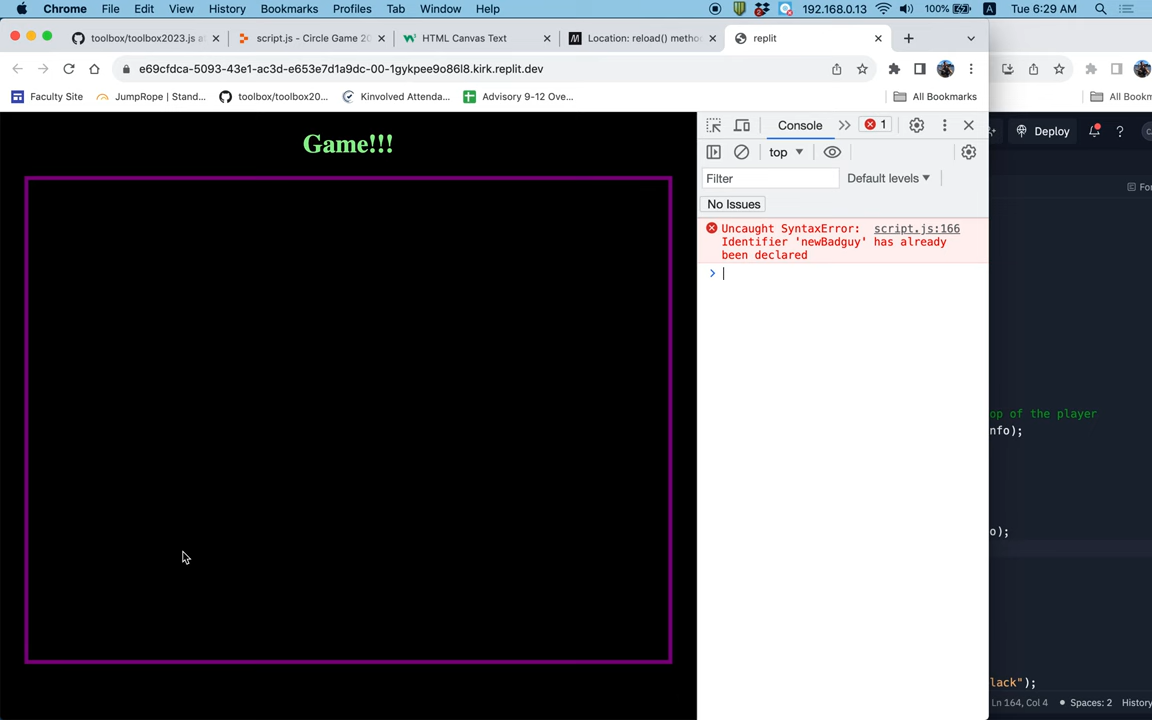 Chrome File Edit View History Bookmarks Profiles Tab Window Help 192.168.0.13 100% A Tue 6:29 AM
toolbox/toolbox2023.js a script.js - Circle Game 20 HTML Canvas Text Location: reload() metho replit
e69cfdca-5093-43e1-ac3d-e653e7d1a9dc-00-1gykpee9o86l8.kirk.replit.dev
Faculty Site JumpRope | Stand... toolbox/toolbox20... Kinvolved Attenda... Advisory 9-12 Ove... All Bookmarks All Bookm
Game!!!
Console 1
top
Filter Default levels
No Issues
Uncaught SyntaxError: script.js:166
Identifier 'newBadguy' has already
been declared
Deploy
For
op of the player
nfo);
o);
lack");
Ln 164, Col 4 Spaces: 2 History